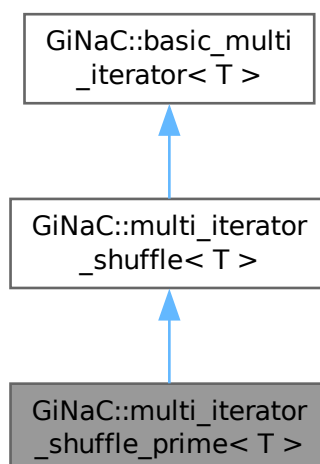 GiNaC::basic_multi
_iterator< T >
GiNaC::multi_iterator
_shuffle< T >
GiNaC::multi_iterator
_shuffle_prime< T >